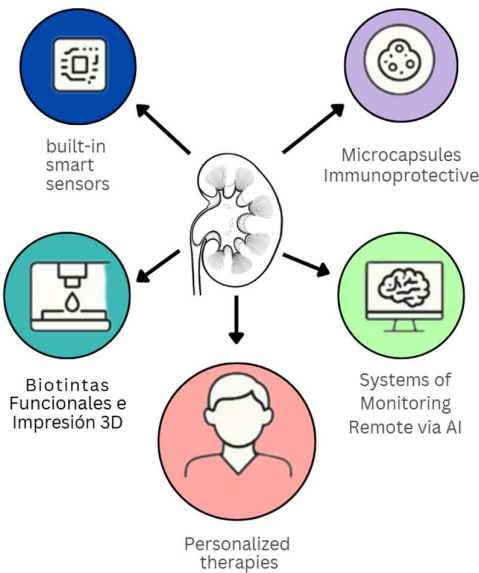 built-in
smart
sensors
Microcapsules
Immunoprotective
Biotintas
Funcionales e
Impresión 3D
Systems of
Monitoring
Remote via AI
Personalized
therapies